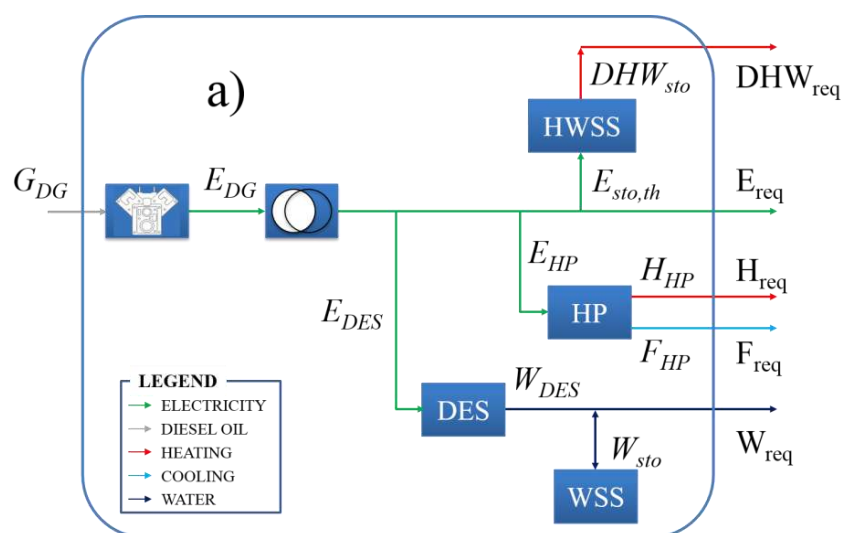 a)
DHW_sto
DHW_req
HWSS
G_DG
E_DG
E_sto,th
E_req
E_HP
H_HP
H_req
HP
E_DES
F_HP
F_req
LEGEND
ELECTRICITY
DIESEL OIL
HEATING
COOLING
WATER
W_DES
DES
W_req
W_sto
WSS